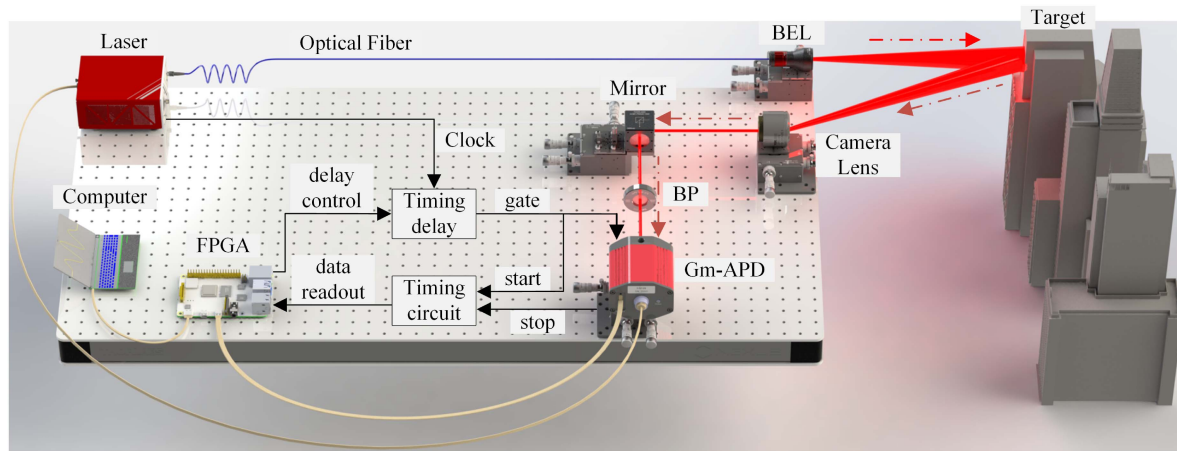 Laser
Optical Fiber
BEL
Target
Mirror
Clock
Camera
Lens
Computer
delay
control
Timing
delay
gate
BP
FPGA
data
readout
Timing
circuit
start
stop
Gm-APD